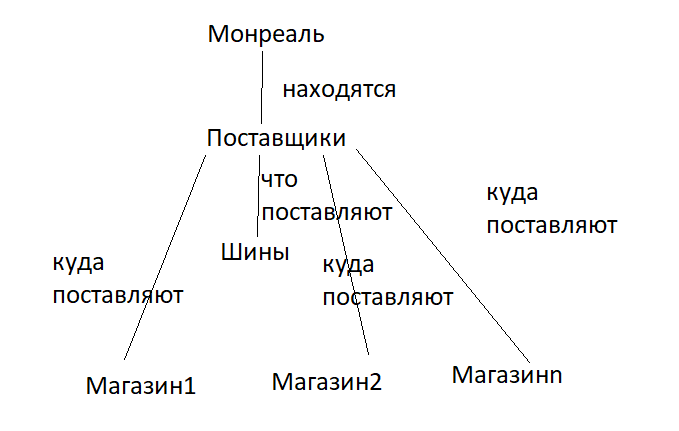 Монреаль
находятся
Поставщики
что
поставляют
куда
поставляют
Шины
куда
поставляют
куда
поставляют
Магазин1
Магазин2
Магазинn